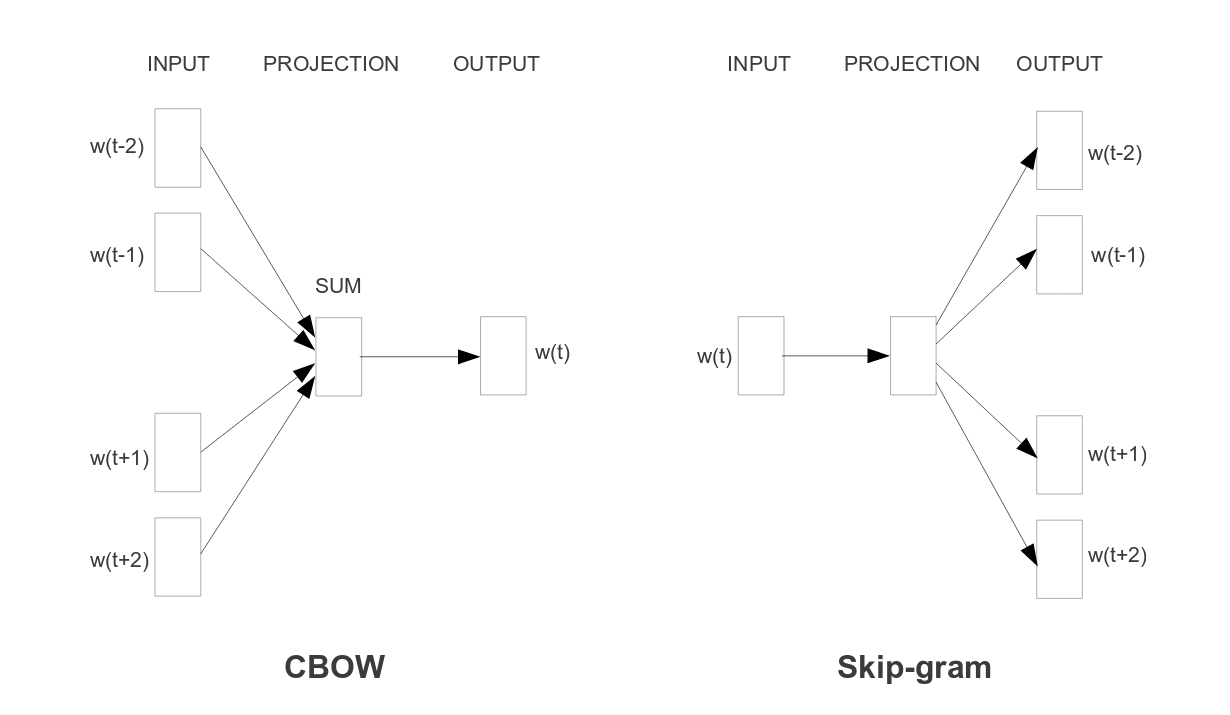 INPUT PROJECTION OUTPUT
w(t-2)
w(t-1)
SUM
w(t)
w(t+1)
w(t+2)
CBOW
INPUT PROJECTION OUTPUT
w(t-2)
w(t-1)
w(t)
w(t+1)
w(t+2)
Skip-gram